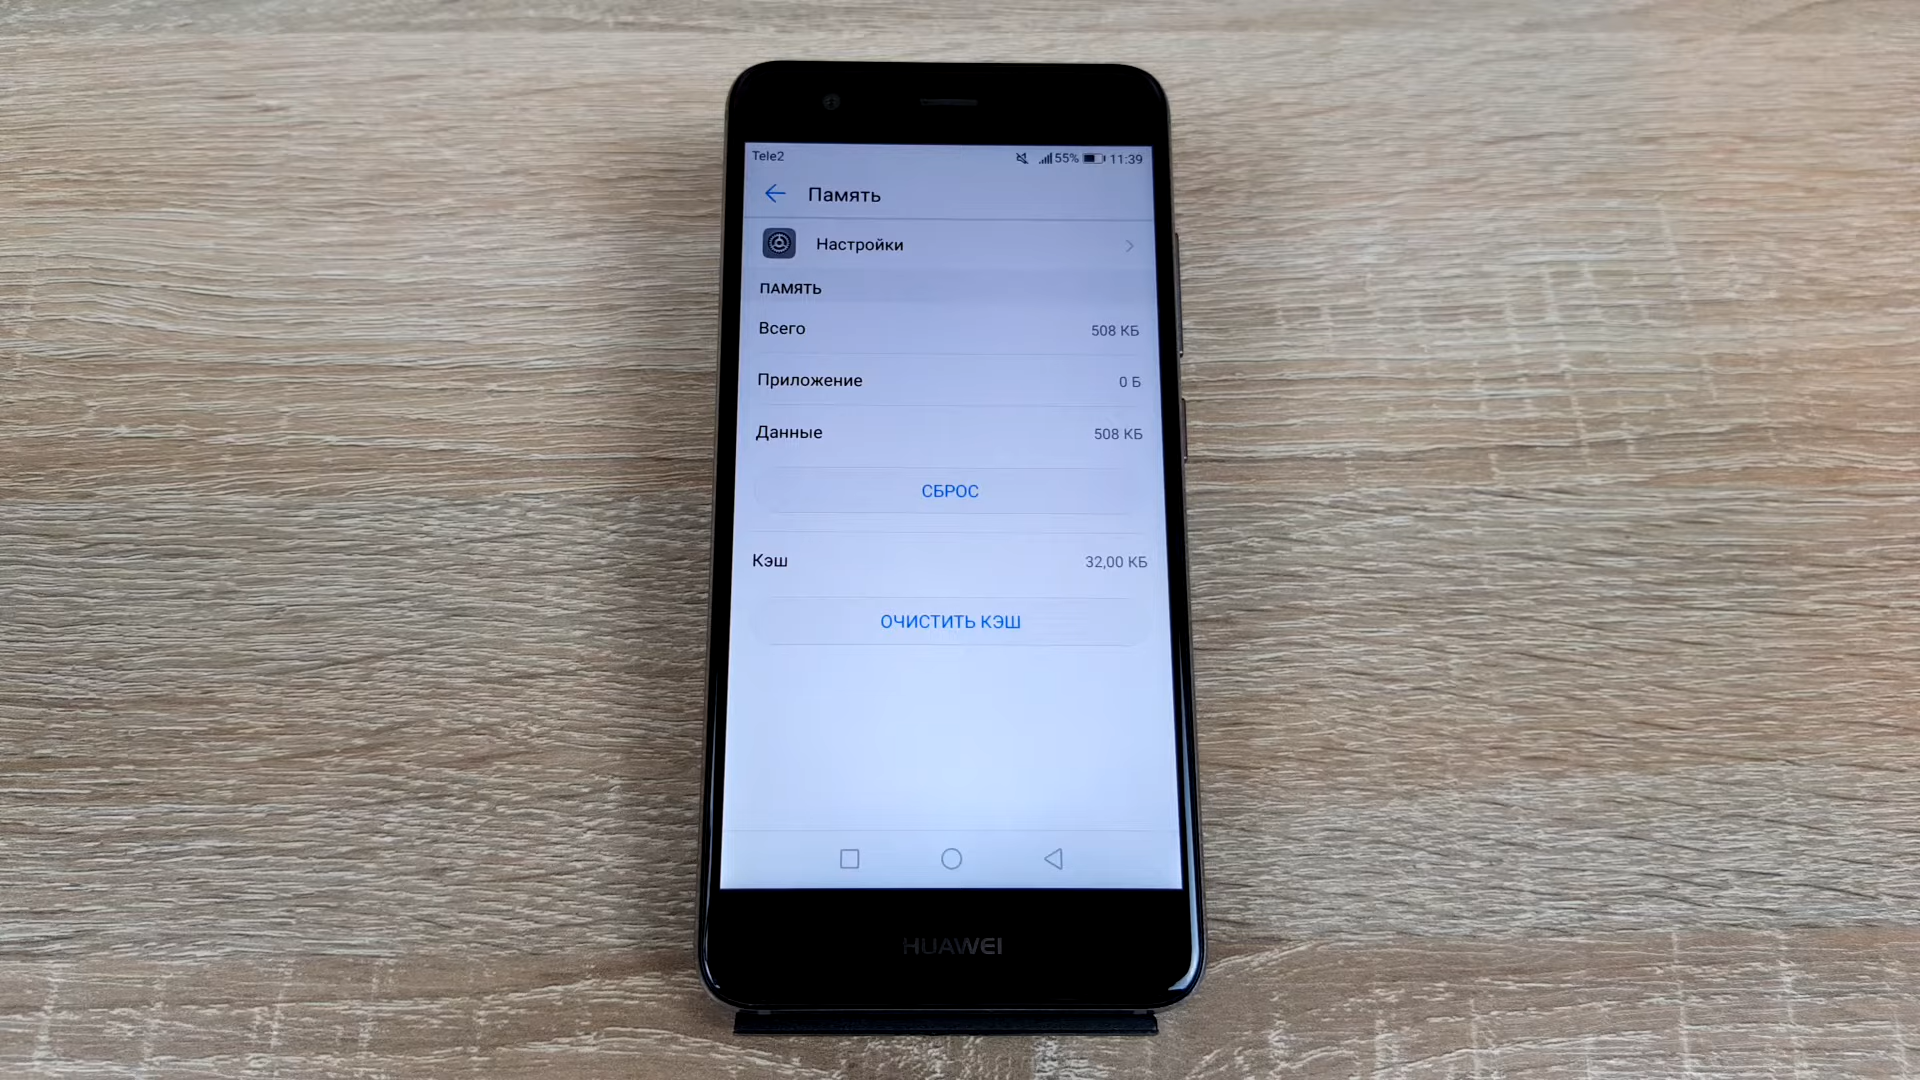 Tele2 55% 11:39
Память
Настройки
ПАМЯТЬ
Всего 508 КБ
Приложение 0 Б
Данные 508 КБ
СБРОС
Кэш 32,00 КБ
ОЧИСТИТЬ КЭШ
HUAWEI